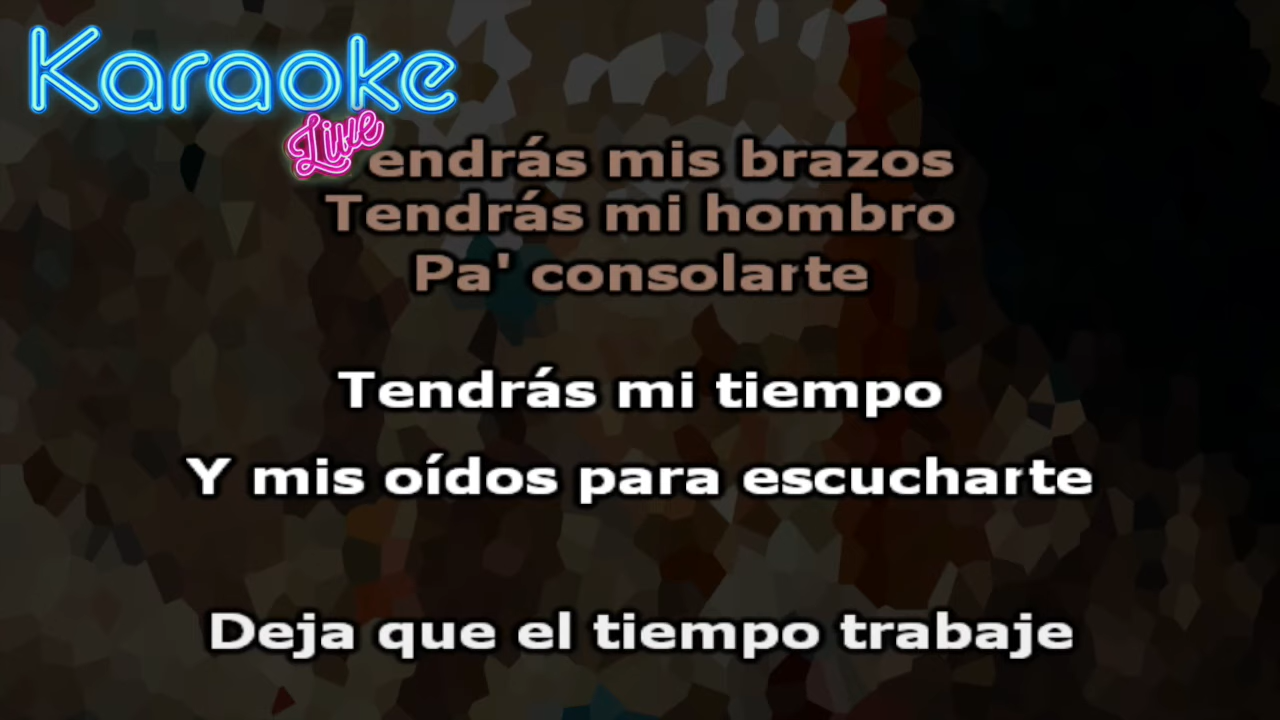 Karaoke
Live
endrás mis brazos
Tendrás mi hombro
Pa' consolarte
Tendrás mi tiempo
Y mis oídos para escucharte
Deja que el tiempo trabaje